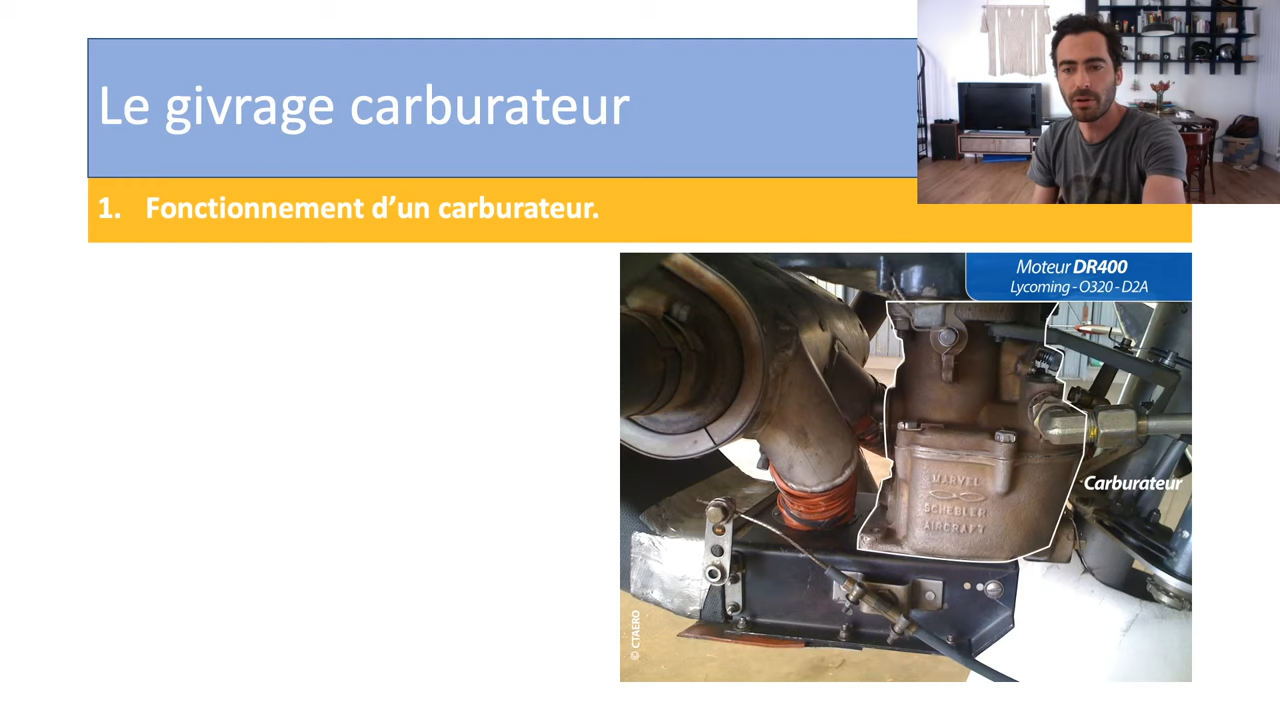 Le givrage carburateur
1. Fonctionnement d’un carburateur.
Moteur DR400
Lycoming - O320 - D2A
MARVEL
SCHEBLER
AIRCRAFT
Carburateur
© CTAERO